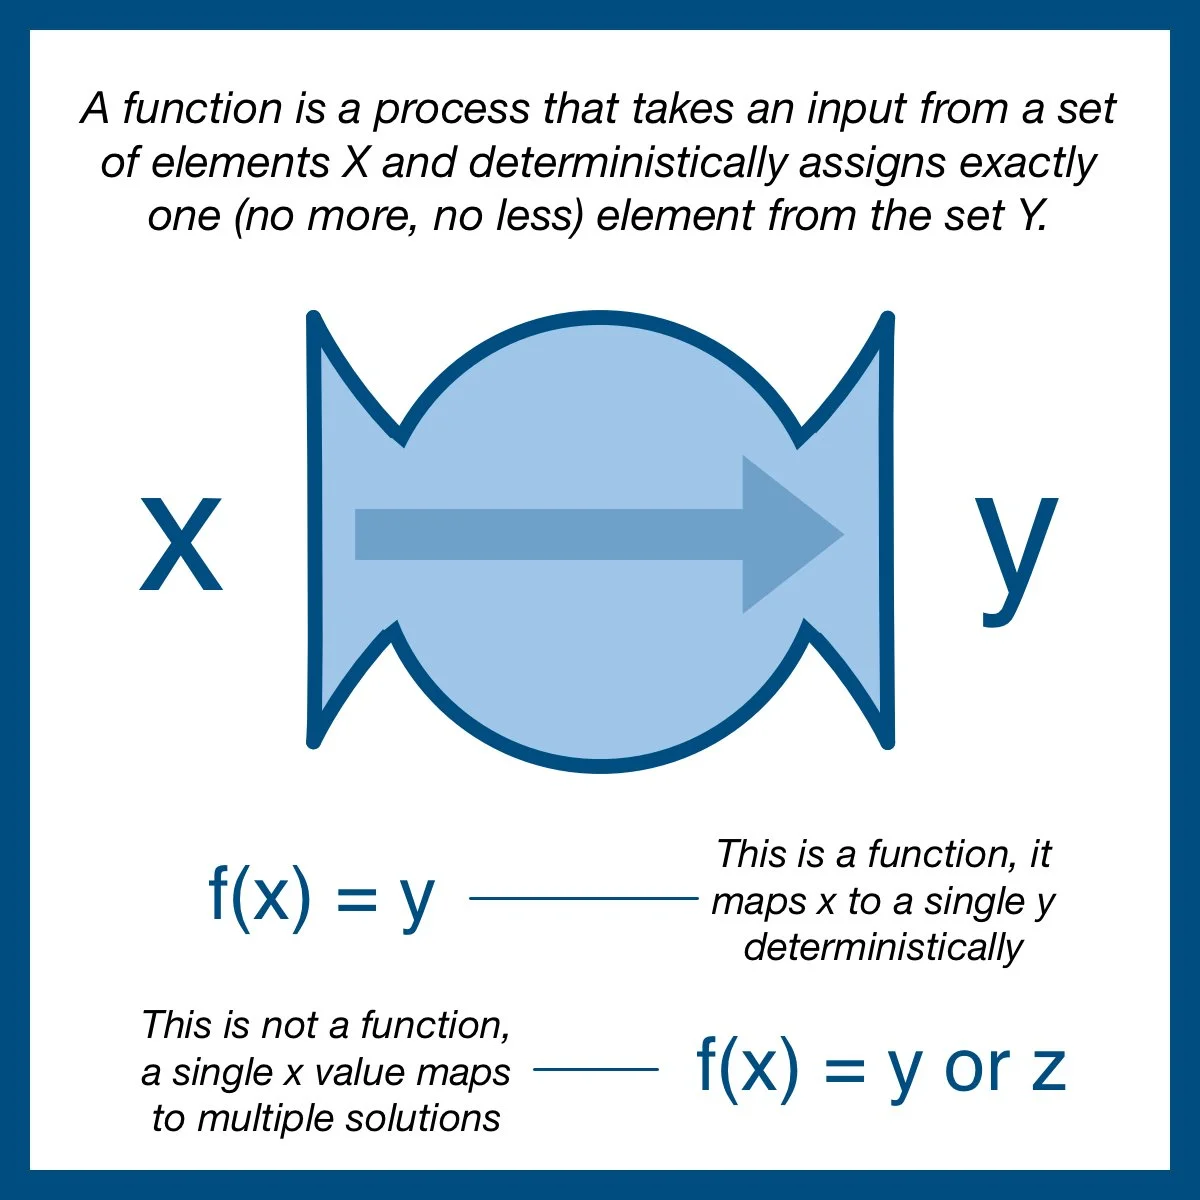 A function is a process that takes an input from a set
of elements X and deterministically assigns exactly
one (no more, no less) element from the set Y.
x
y
f(x) = y
This is a function, it
maps x to a single y
deterministically
This is not a function,
a single x value maps
to multiple solutions
f(x) = y or z